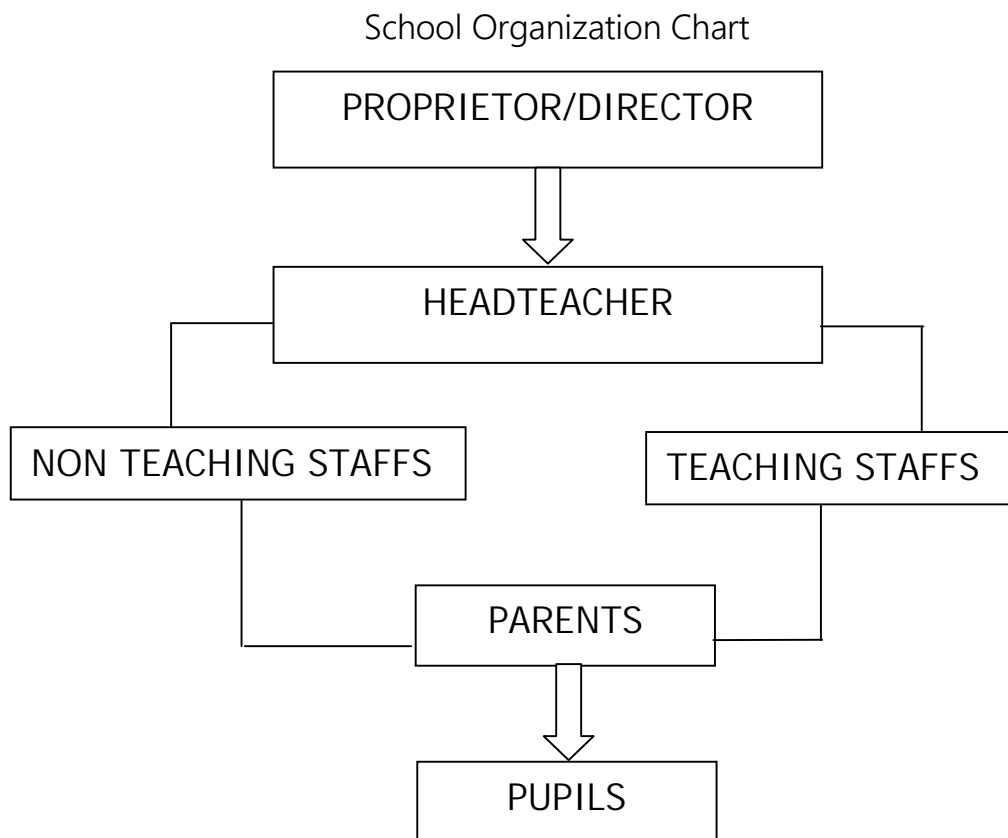 School Organization Chart
PROPRIETOR/DIRECTOR
HEADTEACHER
NON TEACHING STAFFS
TEACHING STAFFS
PARENTS
PUPILS